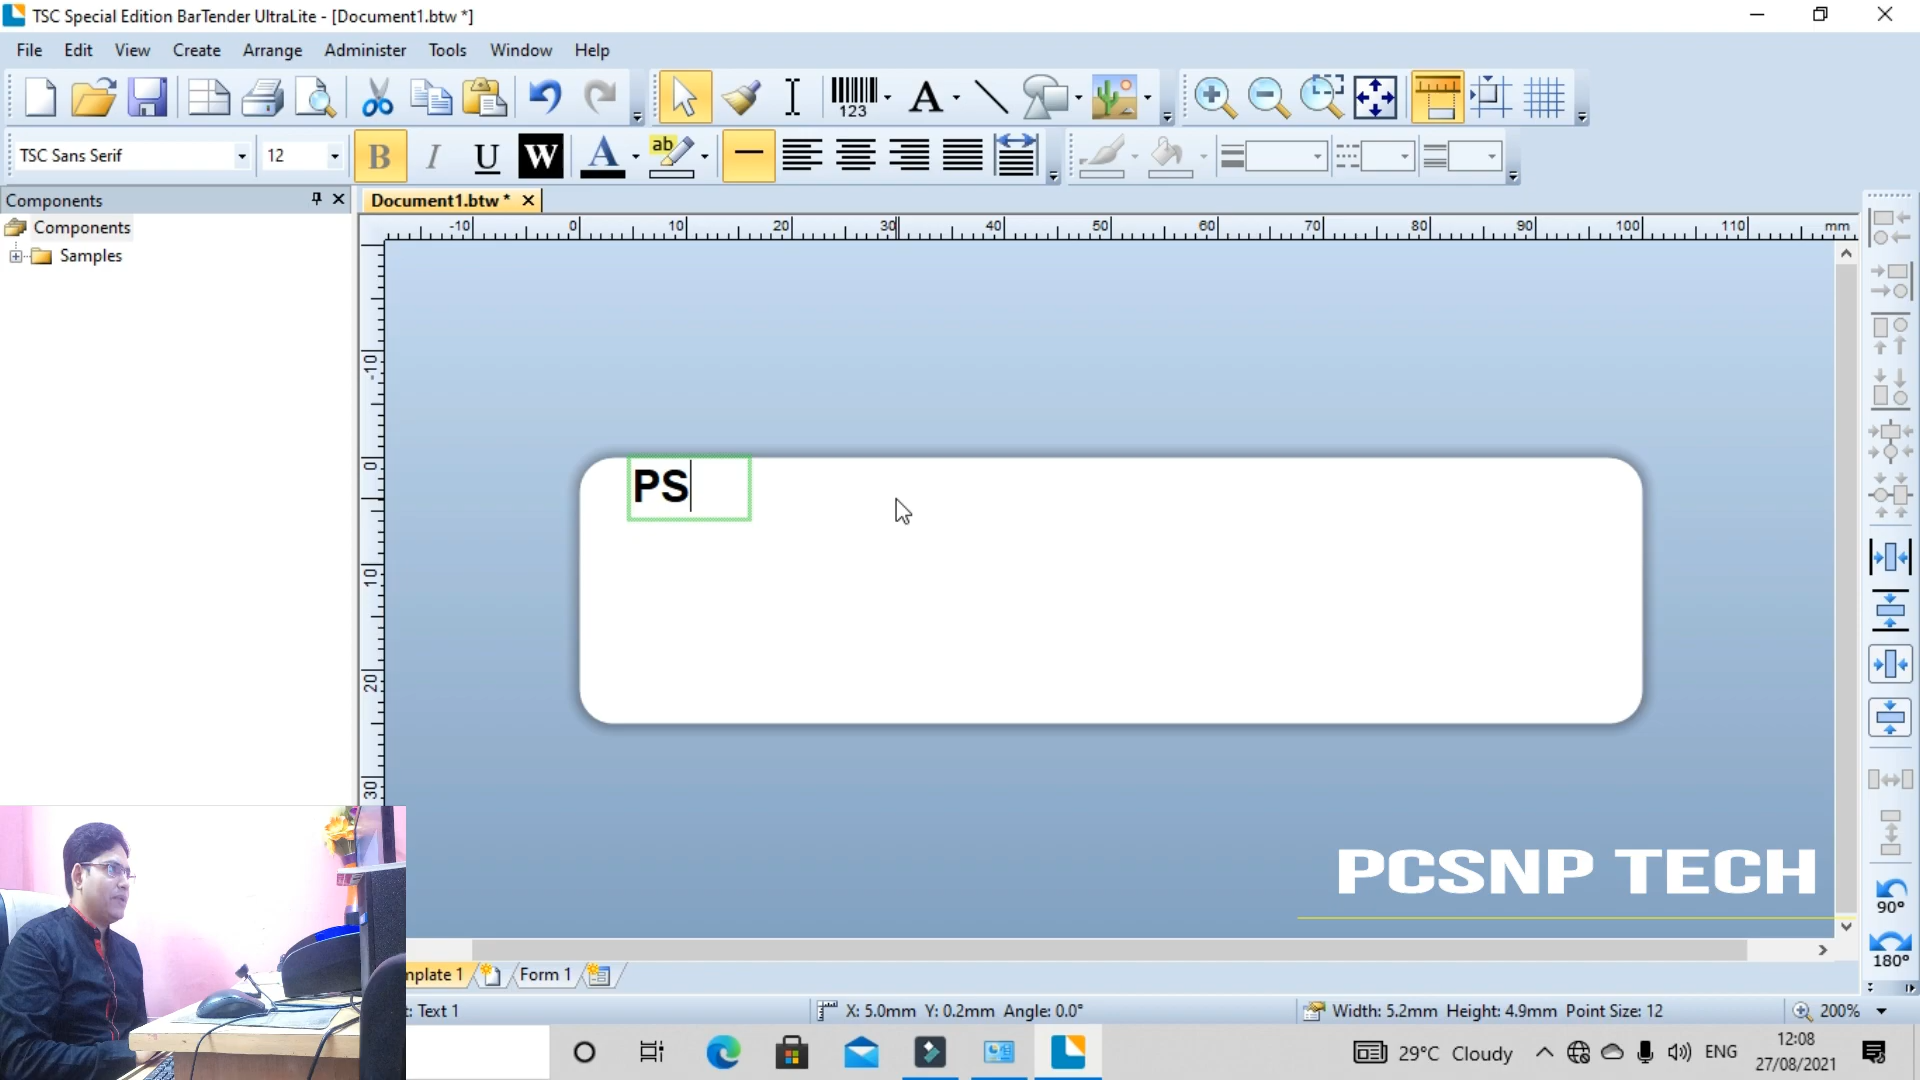 TSC Special Edition BarTender UltraLite - [Document1.btw *]
File Edit View Create Arrange Administer Tools Window Help
123 A
TSC Sans Serif 12 B I U W A ab
Components
Document1.btw *
-10 0 10 20 30 40 50 60 70 80 90 100 110 mm
Components
Samples
-10
0
10
20
30
PS
PCSNP TECH
90°
180°
mplate 1 Form 1
t: Text 1 X: 5.0mm Y: 0.2mm Angle: 0.0° Width: 5.2mm Height: 4.9mm Point Size: 12 200%
29°C Cloudy ENG 12:08
27/08/2021